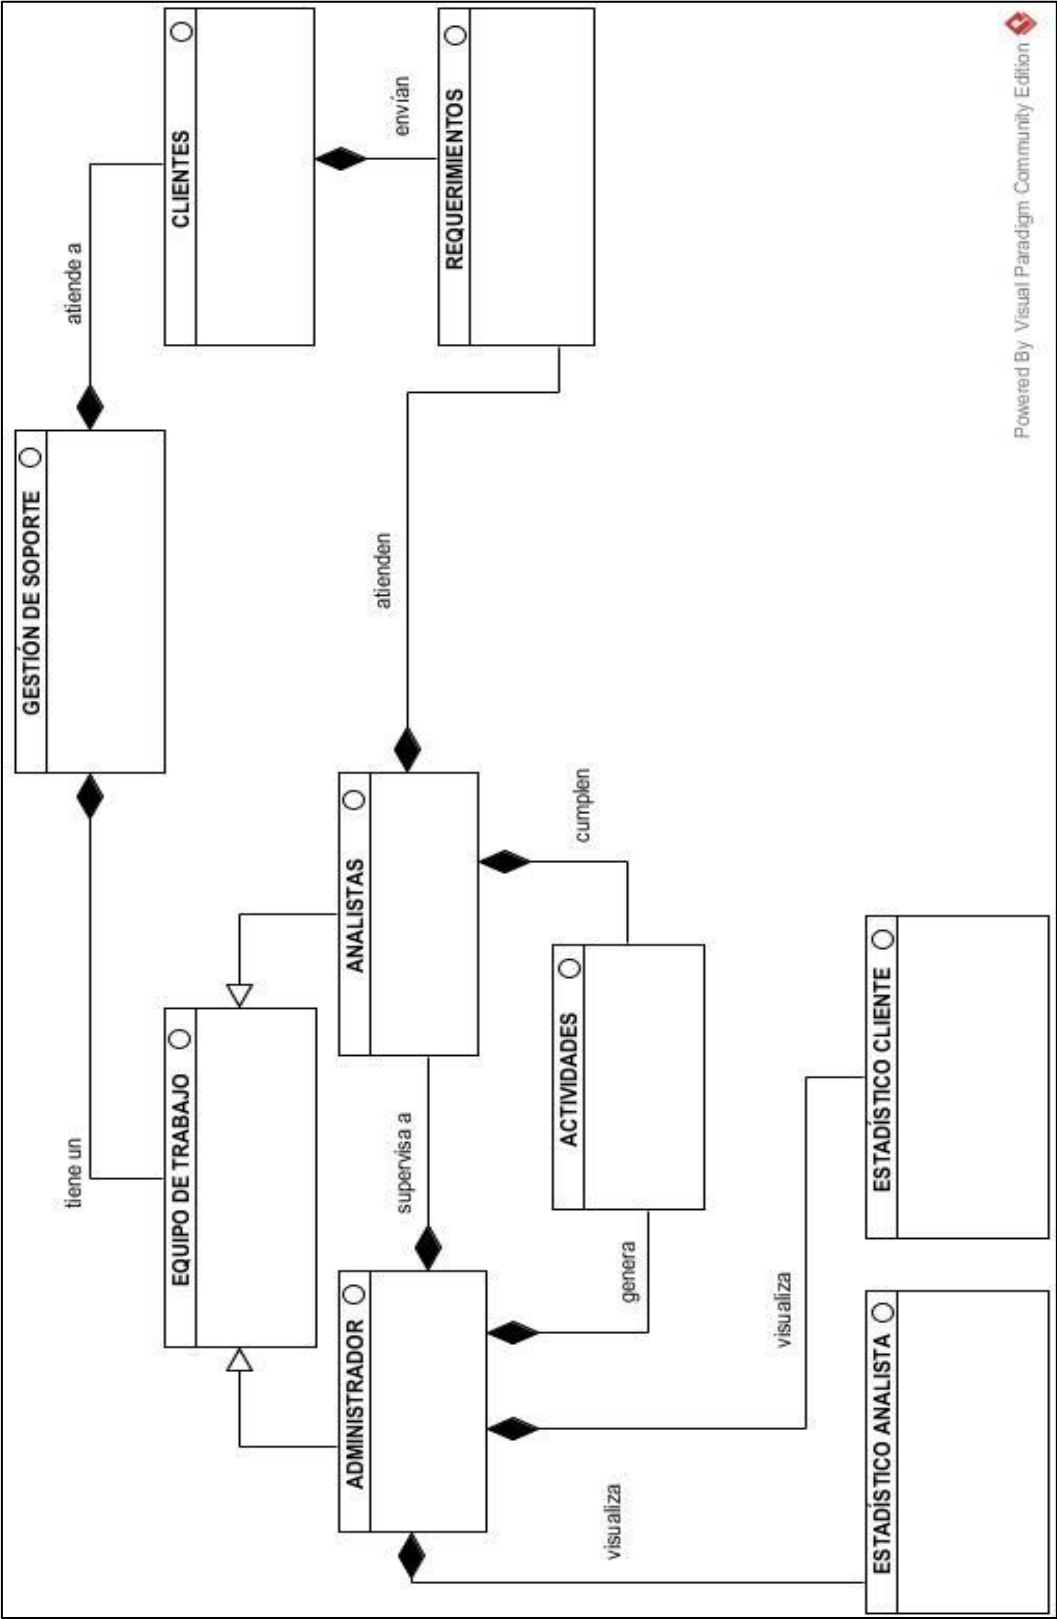 GESTIÓN DE SOPORTE
tiene un
atiende a
EQUIPO DE TRABAJO
CLIENTES
ADMINISTRADOR
supervisa a
ANALISTAS
atienden
envían
REQUERIMIENTOS
genera
ACTIVIDADES
cumplen
visualiza
visualiza
ESTADÍSTICO ANALISTA
ESTADÍSTICO CLIENTE
Powered By Visual Paradigm Community Edition